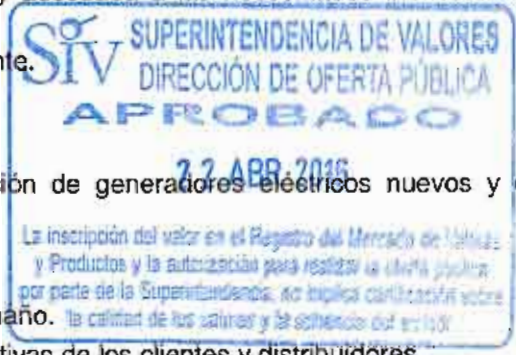 SIV SUPERINTENDENCIA DE VALORES
DIRECCIÓN DE OFERTA PÚBLICA
nte.
APROBADO
22 ABR 2016
ión de generadores eléctricos nuevos y
La inscripción del valor en el Registro del Mercado de Valores
y Productos y la autorización para realizar la oferta pública
por parte de la Superintendencia, no implica certificación sobre
la calidad de los valores y la solvencia del emisor
año.
tivas de los clientes y distribuidores